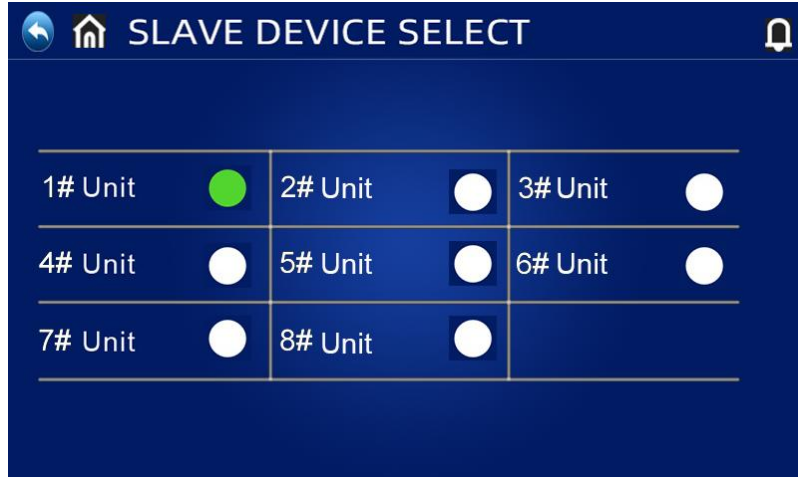 SLAVE DEVICE SELECT
1# Unit 2# Unit 3# Unit
4# Unit 5# Unit 6# Unit
7# Unit 8# Unit